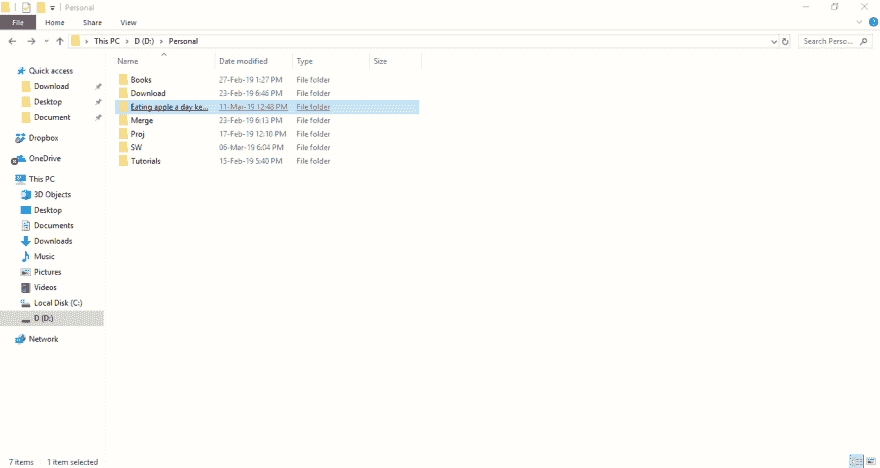 Personal
File Home Share View
This PC > D (D:) > Personal Search Perso...
Name Date modified Type Size
Quick access
Download
Desktop
Document
Dropbox
OneDrive
This PC
3D Objects
Desktop
Documents
Downloads
Music
Pictures
Videos
Local Disk (C:)
D (D:)
Network
Books 27-Feb-19 1:27 PM File folder
Download 23-Feb-19 6:46 PM File folder
Eating apple a day ke... 11-Mar-19 12:48 PM File folder
Merge 23-Feb-19 6:13 PM File folder
Proj 17-Feb-19 12:10 PM File folder
SW 06-Mar-19 6:04 PM File folder
Tutorials 15-Feb-19 5:40 PM File folder
7 items 1 item selected